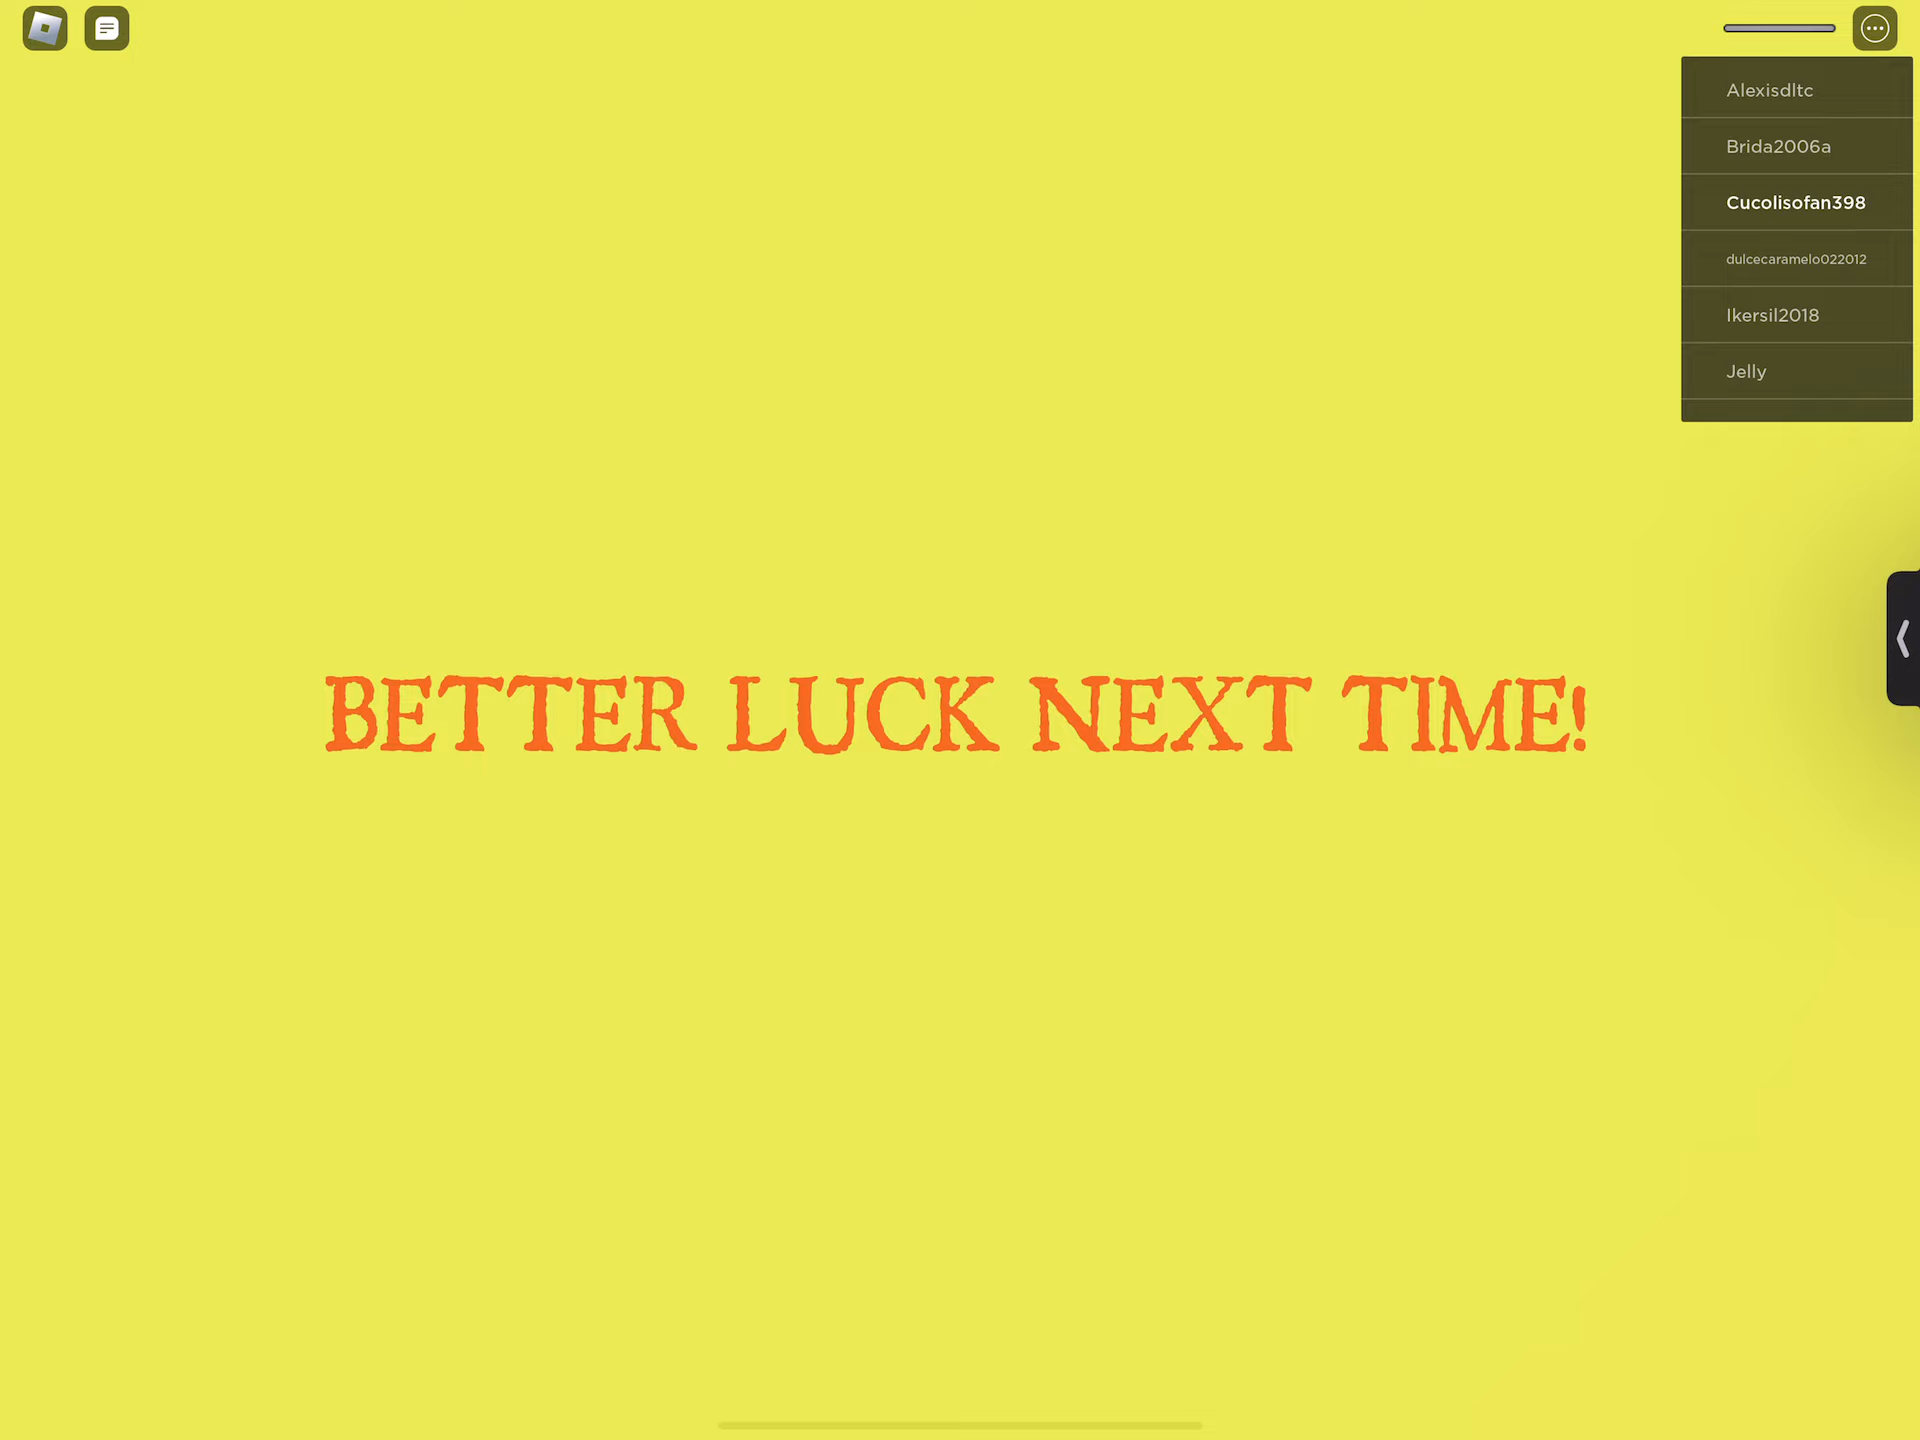 Alexisdltc
Brida2006a
Cucolisofan398
dulcecaramelo022012
Ikersil2018
Jelly
BETTER LUCK NEXT TIME!